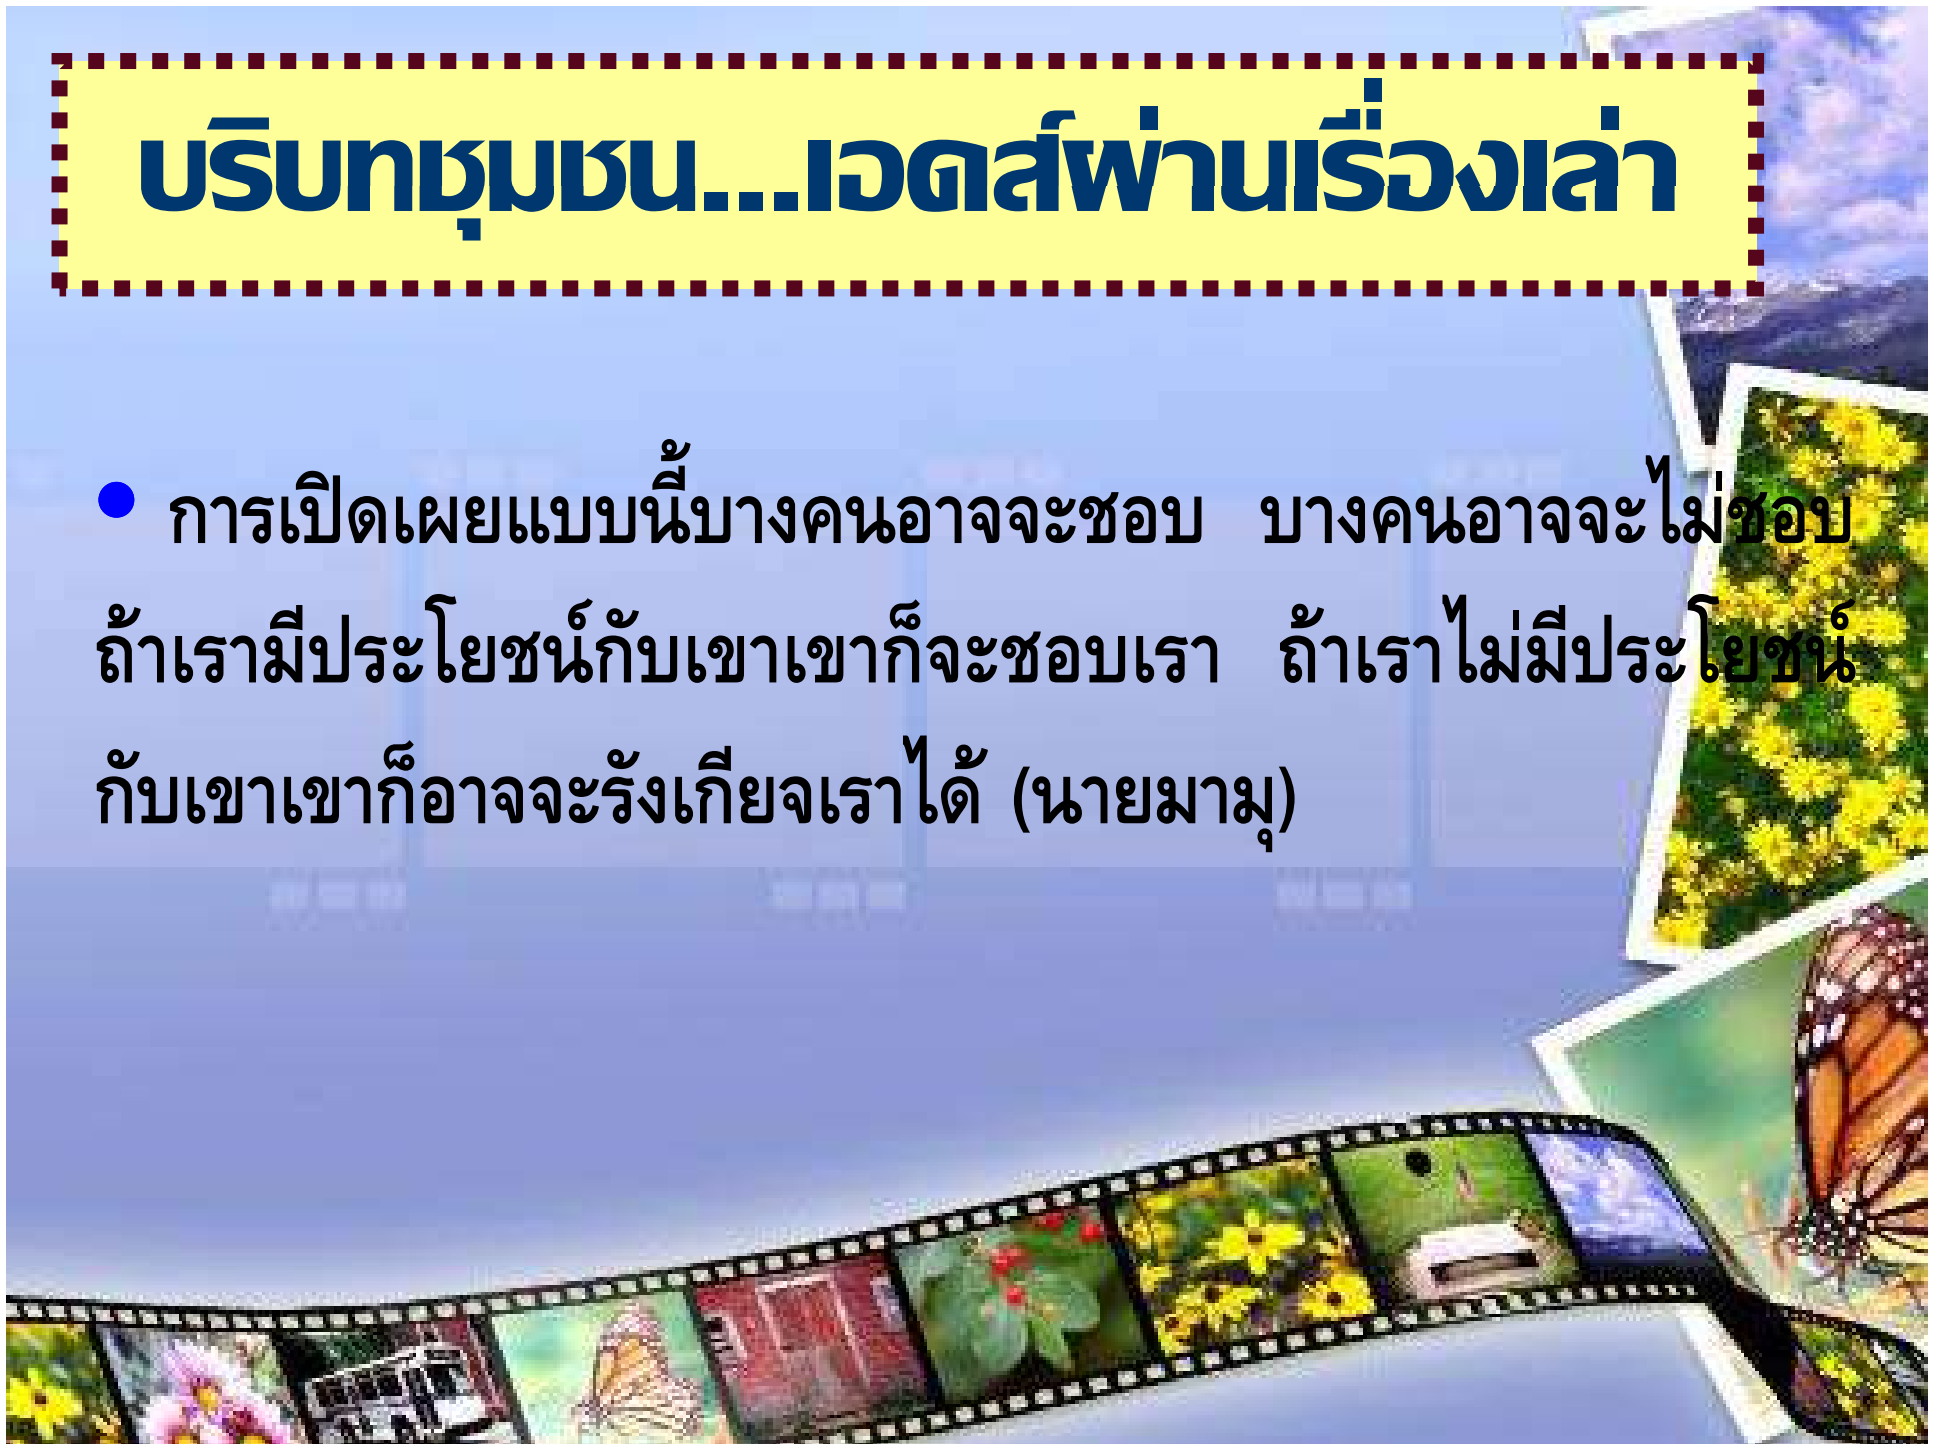 บริบทชุมชน...เอดส์ผ่านเรื่องเล่า
• การเปิดเผยแบบนี้บางคนอาจจะชอบ บางคนอาจจะไม่ชอบ
ถ้าเรามีประโยชน์กับเขาเขาก็จะชอบเรา ถ้าเราไม่มีประโยชน์
กับเขาเขาก็อาจจะรังเกียจเราได้ (นายมามุ)